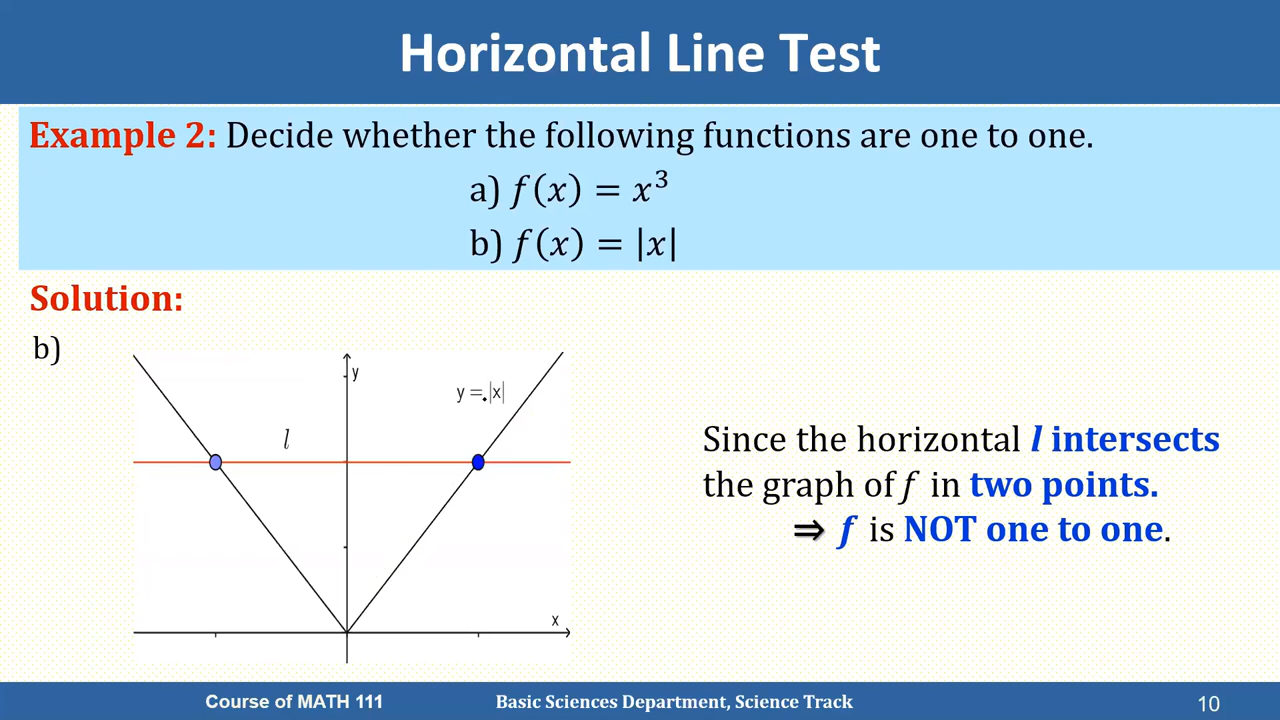 Horizontal Line Test
Example 2: Decide whether the following functions are one to one.
a) f(x) = x³
b) f(x) = |x|
Solution:
b)
y
y = |x|
l
x
Since the horizontal l intersects
the graph of f in two points.
⇒ f is NOT one to one.
Course of MATH 111
Basic Sciences Department, Science Track
10